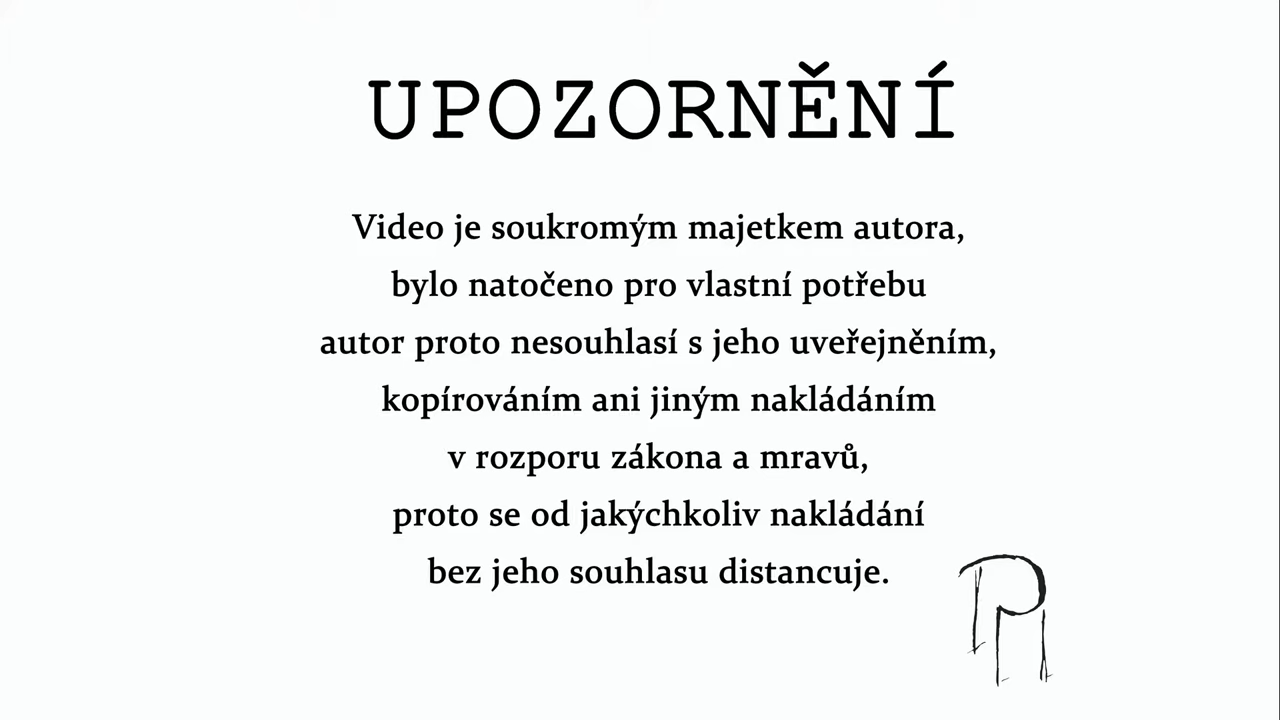 UPOZORNĚNÍ
Video je soukromým majetkem autora,
bylo natočeno pro vlastní potřebu
autor proto nesouhlasí s jeho uveřejněním,
kopírováním ani jiným nakládáním
v rozporu zákona a mravů,
proto se od jakýchkoliv nakládání
bez jeho souhlasu distancuje.